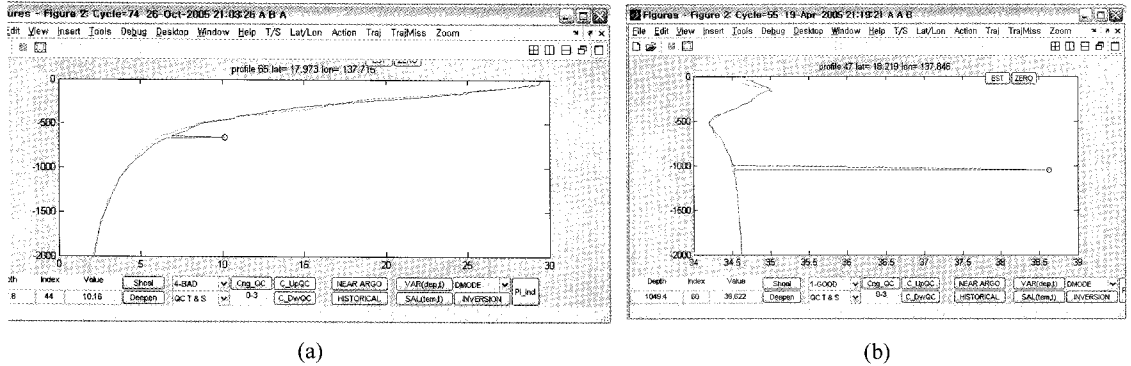 ures - Figure 2: Cycle=74 26-Oct-2005 21:03:26 A B A
Edit View Insert Tools Debug Desktop Window Help T/S Lat/Lon Action Traj TrajMiss Zoom
profile 65 lat= 17.973 lon= 137.715
0
-500
-1000
-1500
-2000
0 5 10 15 20 25 30
Index Value Shoal 4-BAD Cng_QC C_UpQC NEAR ARGO VAR(dep,t) DMODE PI_ind
.8 44 10.16 Deepen QC T & S 0-3 C_DwQC HISTORICAL SAL(tem,t) INVERSION
(a)
Figures - Figure 2: Cycle=55 19-Apr-2005 21:19:21 A A B
File Edit View Insert Tools Debug Desktop Window Help T/S Lat/Lon Action Traj TrajMiss Zoom
profile 47 lat= 18.219 lon= 137.846
BST ZERO
0
-500
-1000
-1500
-2000
34 34.5 35 35.5 36 36.5 37 37.5 38 38.5 39
Depth Index Value Shoal 1-GOOD Cng_QC C_UpQC NEAR ARGO VAR(dep,t) DMODE
1049.4 60 38.622 Deepen QC T & S 0-3 C_DwQC HISTORICAL SAL(tem,t) INVERSION
(b)